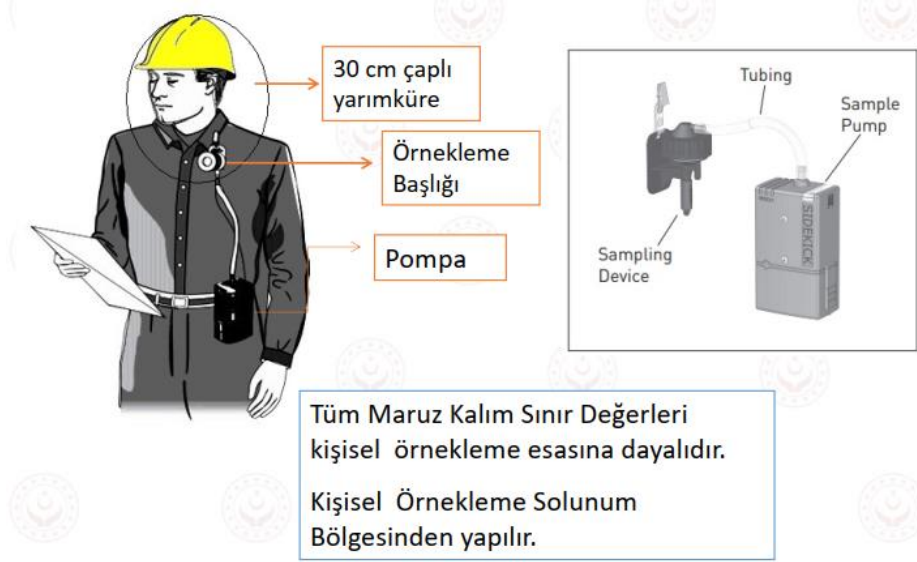 30 cm çaplı
yarımküre
Örnekleme
Başlığı
Pompa
Tubing
Sample
Pump
SIDEKICK
Sampling
Device
Tüm Maruz Kalım Sınır Değerleri
kişisel örnekleme esasına dayalıdır.
Kişisel Örnekleme Solunum
Bölgesinden yapılır.